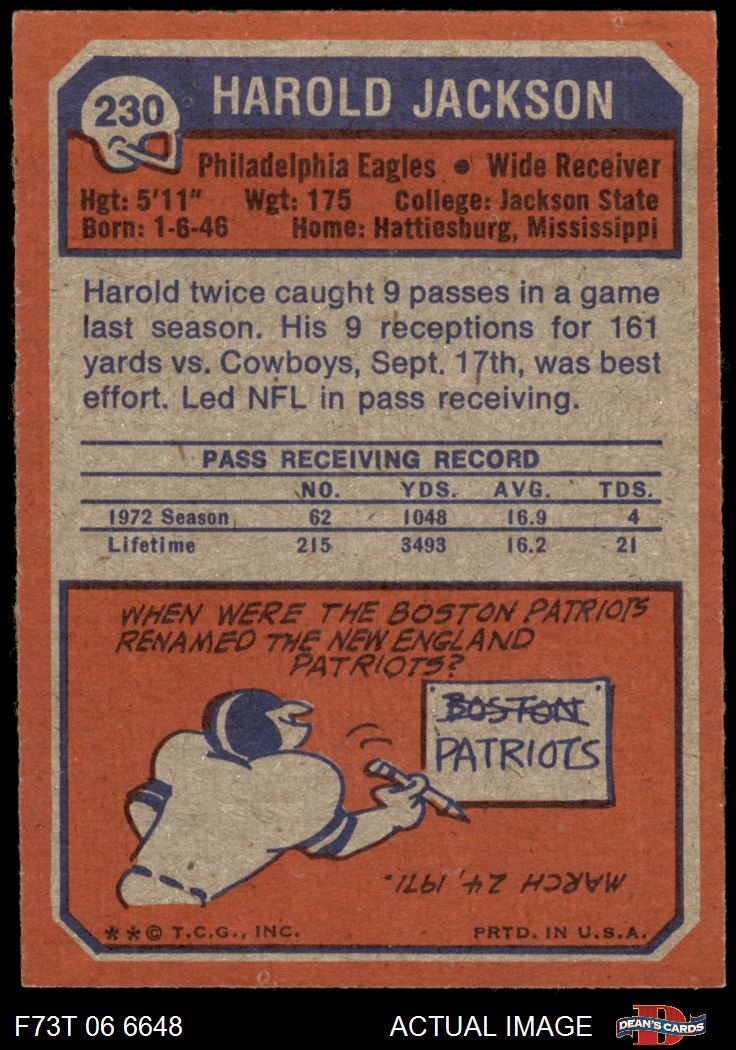 230
HAROLD JACKSON
Philadelphia Eagles • Wide Receiver
Hgt: 5'11" Wgt: 175 College: Jackson State
Born: 1-6-46 Home: Hattiesburg, Mississippi
Harold twice caught 9 passes in a game
last season. His 9 receptions for 161
yards vs. Cowboys, Sept. 17th, was best
effort. Led NFL in pass receiving.
PASS RECEIVING RECORD
NO. YDS. AVG. TDS.
1972 Season 62 1048 16.9 4
Lifetime 215 3493 16.2 21
WHEN WERE THE BOSTON PATRIOTS
RENAMED THE NEW ENGLAND
PATRIOTS?
BOSTON
PATRIOTS
MARCH 24, 1971.
**© T.C.G., INC. PRTD. IN U.S.A.
F73T 06 6648 ACTUAL IMAGE D DEAN'S CARDS